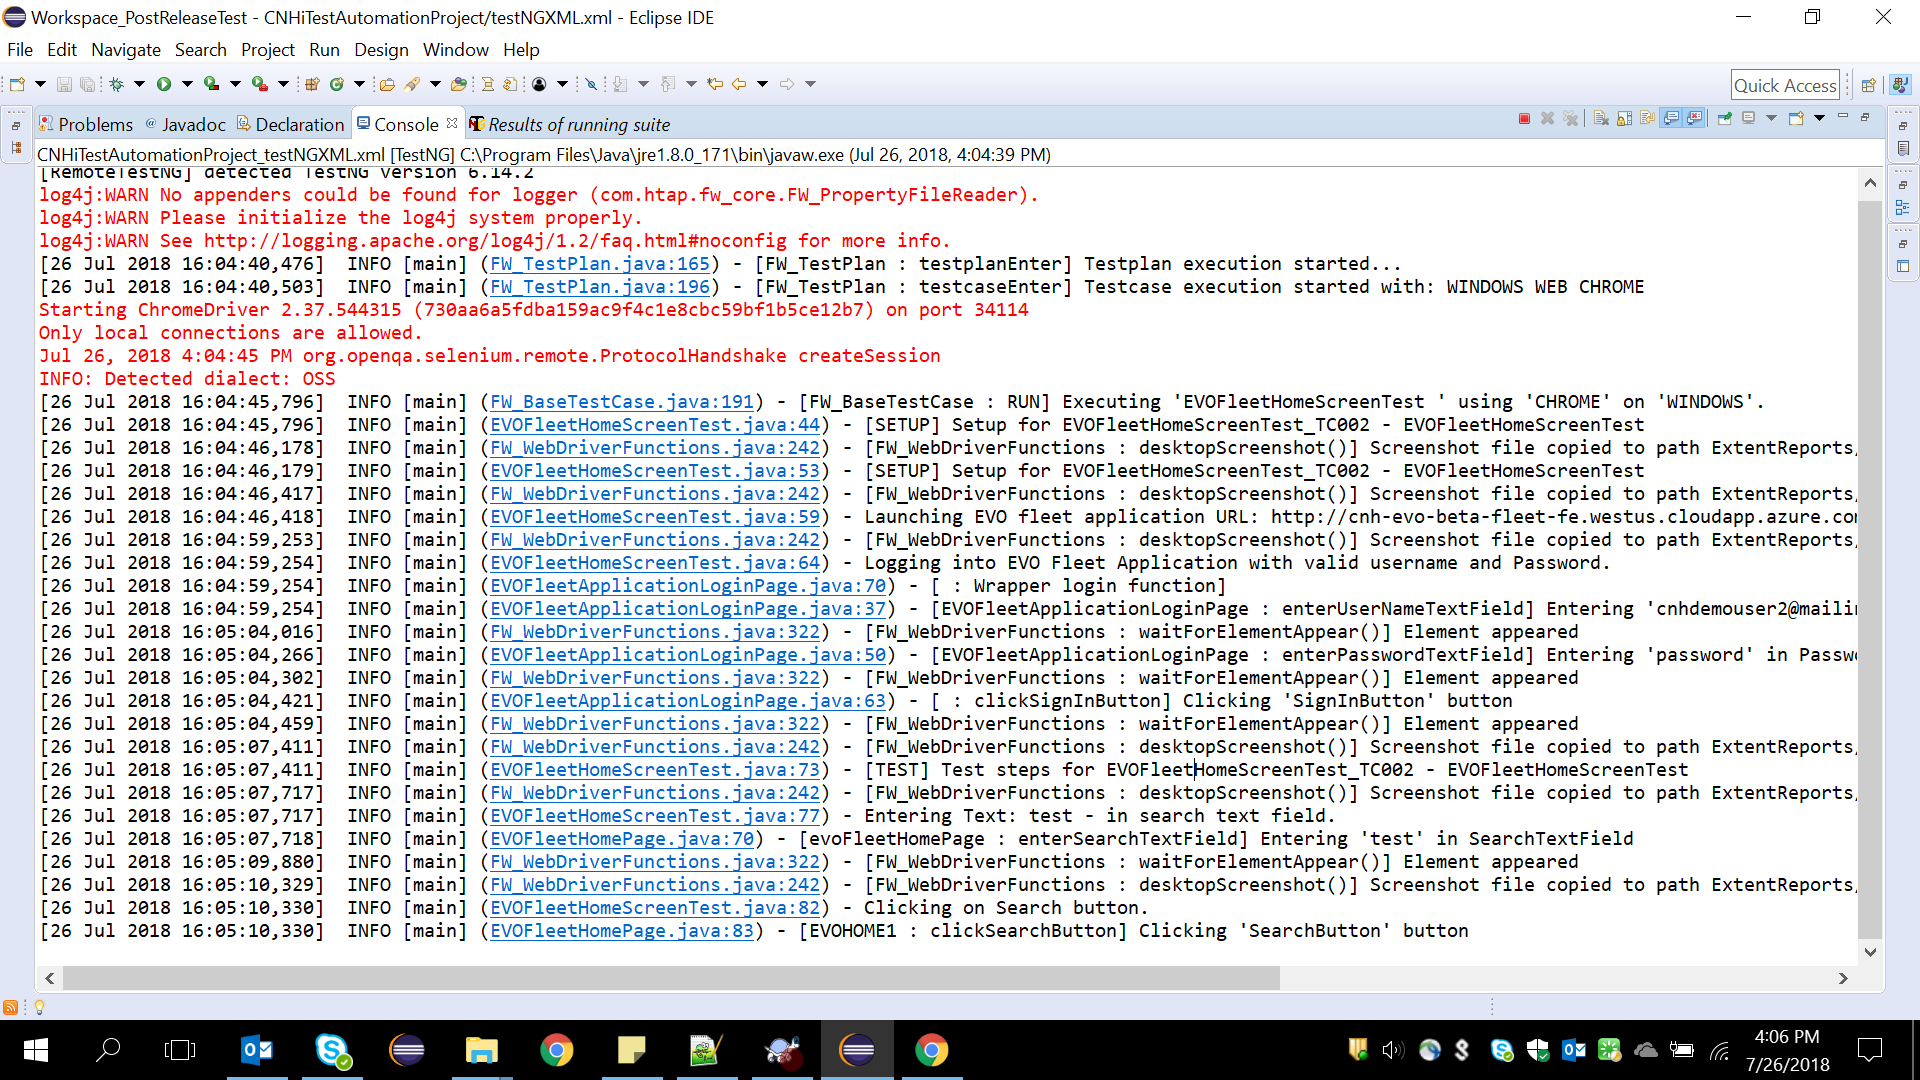 Workspace_PostReleaseTest - CNHiTestAutomationProject/testNGXML.xml - Eclipse IDE
File Edit Navigate Search Project Run Design Window Help
Quick Access
Problems @ Javadoc Declaration Console Results of running suite
CNHiTestAutomationProject_testNGXML.xml [TestNG] C:\Program Files\Java\jre1.8.0_171\bin\javaw.exe (Jul 26, 2018, 4:04:39 PM)
[RemoteTestNG] detected TestNG version 6.14.2
log4j:WARN No appenders could be found for logger (com.htap.fw_core.FW_PropertyFileReader).
log4j:WARN Please initialize the log4j system properly.
log4j:WARN See http://logging.apache.org/log4j/1.2/faq.html#noconfig for more info.
[26 Jul 2018 16:04:40,476]  INFO [main] (FW_TestPlan.java:165) - [FW_TestPlan : testplanEnter] Testplan execution started...
[26 Jul 2018 16:04:40,503]  INFO [main] (FW_TestPlan.java:196) - [FW_TestPlan : testcaseEnter] Testcase execution started with: WINDOWS WEB CHROME
Starting ChromeDriver 2.37.544315 (730aa6a5fdba159ac9f4c1e8cbc59bf1b5ce12b7) on port 34114
Only local connections are allowed.
Jul 26, 2018 4:04:45 PM org.openqa.selenium.remote.ProtocolHandshake createSession
INFO: Detected dialect: OSS
[26 Jul 2018 16:04:45,796]  INFO [main] (FW_BaseTestCase.java:191) - [FW_BaseTestCase : RUN] Executing 'EVOFleetHomeScreenTest ' using 'CHROME' on 'WINDOWS'.
[26 Jul 2018 16:04:45,796]  INFO [main] (EVOFleetHomeScreenTest.java:44) - [SETUP] Setup for EVOFleetHomeScreenTest_TC002 - EVOFleetHomeScreenTest
[26 Jul 2018 16:04:46,178]  INFO [main] (FW_WebDriverFunctions.java:242) - [FW_WebDriverFunctions : desktopScreenshot()] Screenshot file copied to path ExtentReports/
[26 Jul 2018 16:04:46,179]  INFO [main] (EVOFleetHomeScreenTest.java:53) - [SETUP] Setup for EVOFleetHomeScreenTest_TC002 - EVOFleetHomeScreenTest
[26 Jul 2018 16:04:46,417]  INFO [main] (FW_WebDriverFunctions.java:242) - [FW_WebDriverFunctions : desktopScreenshot()] Screenshot file copied to path ExtentReports/
[26 Jul 2018 16:04:46,418]  INFO [main] (EVOFleetHomeScreenTest.java:59) - Launching EVO fleet application URL: http://cnh-evo-beta-fleet-fe.westus.cloudapp.azure.com
[26 Jul 2018 16:04:59,253]  INFO [main] (FW_WebDriverFunctions.java:242) - [FW_WebDriverFunctions : desktopScreenshot()] Screenshot file copied to path ExtentReports/
[26 Jul 2018 16:04:59,254]  INFO [main] (EVOFleetHomeScreenTest.java:64) - Logging into EVO Fleet Application with valid username and Password.
[26 Jul 2018 16:04:59,254]  INFO [main] (EVOFleetApplicationLoginPage.java:70) - [ : Wrapper login function]
[26 Jul 2018 16:04:59,254]  INFO [main] (EVOFleetApplicationLoginPage.java:37) - [EVOFleetApplicationLoginPage : enterUserNameTextField] Entering 'cnhdemouser2@mailin
[26 Jul 2018 16:05:04,016]  INFO [main] (FW_WebDriverFunctions.java:322) - [FW_WebDriverFunctions : waitForElementAppear()] Element appeared
[26 Jul 2018 16:05:04,266]  INFO [main] (EVOFleetApplicationLoginPage.java:50) - [EVOFleetApplicationLoginPage : enterPasswordTextField] Entering 'password' in Passwo
[26 Jul 2018 16:05:04,302]  INFO [main] (FW_WebDriverFunctions.java:322) - [FW_WebDriverFunctions : waitForElementAppear()] Element appeared
[26 Jul 2018 16:05:04,421]  INFO [main] (EVOFleetApplicationLoginPage.java:63) - [ : clickSignInButton] Clicking 'SignInButton' button
[26 Jul 2018 16:05:04,459]  INFO [main] (FW_WebDriverFunctions.java:322) - [FW_WebDriverFunctions : waitForElementAppear()] Element appeared
[26 Jul 2018 16:05:07,411]  INFO [main] (FW_WebDriverFunctions.java:242) - [FW_WebDriverFunctions : desktopScreenshot()] Screenshot file copied to path ExtentReports/
[26 Jul 2018 16:05:07,411]  INFO [main] (EVOFleetHomeScreenTest.java:73) - [TEST] Test steps for EVOFleetHomeScreenTest_TC002 - EVOFleetHomeScreenTest
[26 Jul 2018 16:05:07,717]  INFO [main] (FW_WebDriverFunctions.java:242) - [FW_WebDriverFunctions : desktopScreenshot()] Screenshot file copied to path ExtentReports/
[26 Jul 2018 16:05:07,717]  INFO [main] (EVOFleetHomeScreenTest.java:77) - Entering Text: test - in search text field.
[26 Jul 2018 16:05:07,718]  INFO [main] (EVOFleetHomePage.java:70) - [evoFleetHomePage : enterSearchTextField] Entering 'test' in SearchTextField
[26 Jul 2018 16:05:09,880]  INFO [main] (FW_WebDriverFunctions.java:322) - [FW_WebDriverFunctions : waitForElementAppear()] Element appeared
[26 Jul 2018 16:05:10,329]  INFO [main] (FW_WebDriverFunctions.java:242) - [FW_WebDriverFunctions : desktopScreenshot()] Screenshot file copied to path ExtentReports/
[26 Jul 2018 16:05:10,330]  INFO [main] (EVOFleetHomeScreenTest.java:82) - Clicking on Search button.
[26 Jul 2018 16:05:10,330]  INFO [main] (EVOFleetHomePage.java:83) - [EVOHOME1 : clickSearchButton] Clicking 'SearchButton' button
4:06 PM
7/26/2018